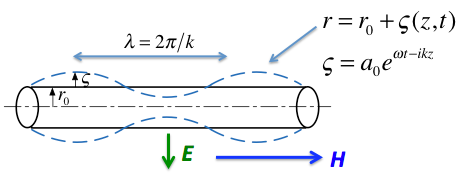 λ = 2π/k
r = r₀ + ς(z,t)
ς = a₀e^{ωt−ikz}
ς
r₀
E
H